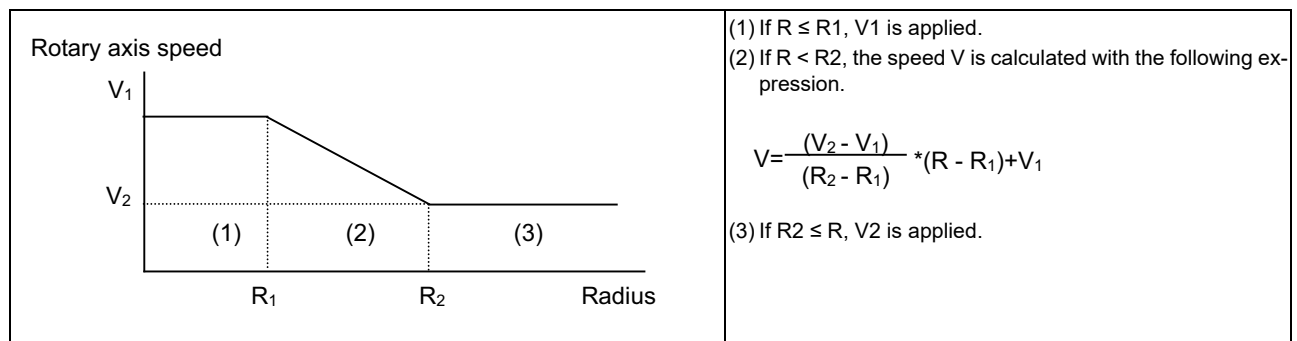 Rotary axis speed
V1
V2
(1)
(2)
(3)
R1
R2
Radius
(1) If R ≤ R1, V1 is applied.
(2) If R < R2, the speed V is calculated with the following ex-
pression.
V= (V2 - V1) / (R2 - R1) *(R - R1)+V1
(3) If R2 ≤ R, V2 is applied.